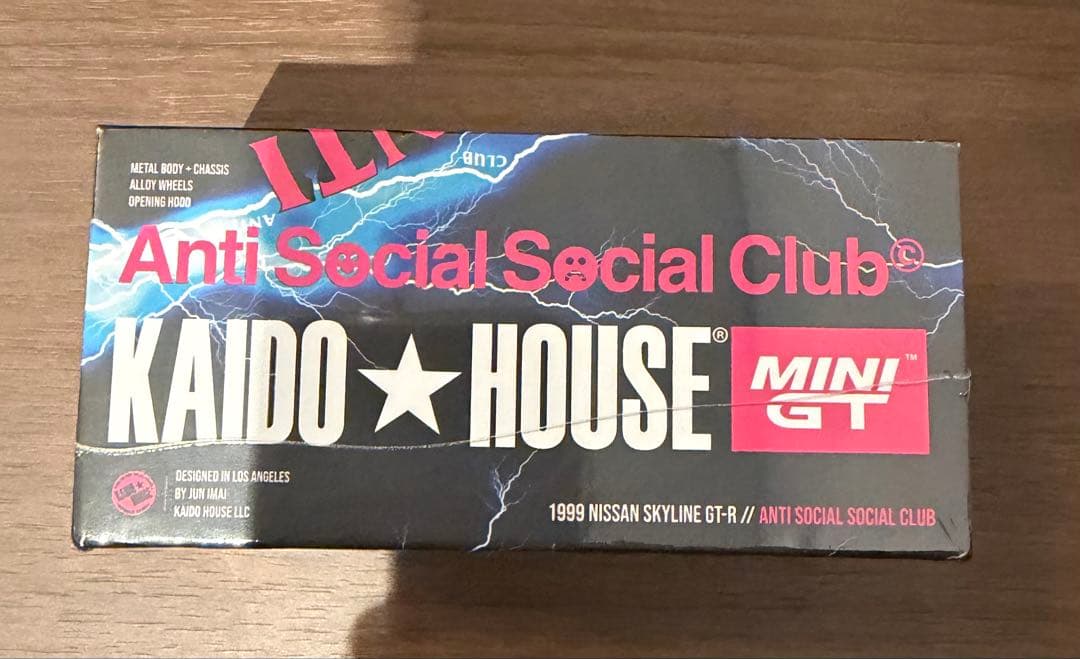 METAL BODY + CHASSIS
ALLOY WHEELS
OPENING HOOD
CLUB
Anti Social Social Club©
KAIDO ★ HOUSE®
MINI GT™
DESIGNED IN LOS ANGELES
BY JUN IMAI
KAIDO HOUSE LLC
1999 NISSAN SKYLINE GT-R // ANTI SOCIAL SOCIAL CLUB